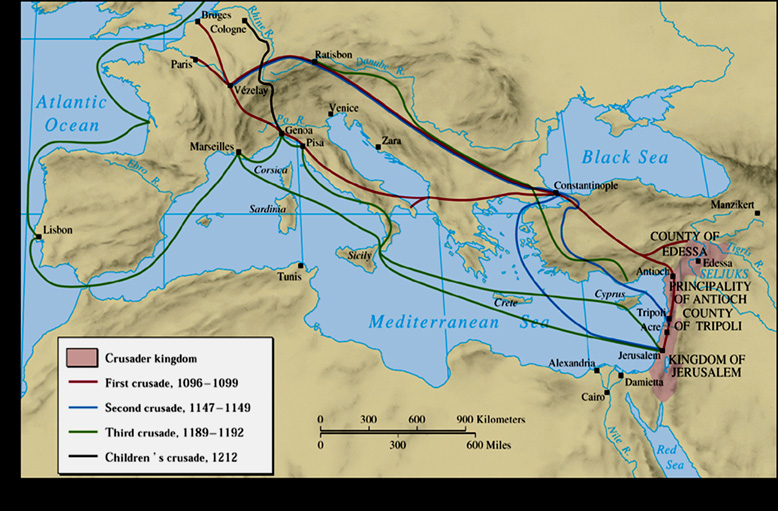 Bruges
Cologne
Rhine R.
Paris
Ratisbon
Danube R.
Vézelay
Atlantic
Ocean
Venice
Po R.
Genoa
Pisa
Zara
Marseilles
Corsica
Ebro R.
Black Sea
Constantinople
Manzikert
Sardinia
Lisbon
COUNTY OF
EDESSA
Tigris R.
Edessa
SELJUKS
Antioch
PRINCIPALITY
OF ANTIOCH
Sicily
Tunis
Crete
Cyprus
Tripoli
COUNTY
OF TRIPOLI
Acre
Mediterranean Sea
Jerusalem
KINGDOM OF
JERUSALEM
Alexandria
Damietta
Cairo
Nile R.
Red
Sea
Crusader kingdom
First crusade, 1096–1099
Second crusade, 1147–1149
Third crusade, 1189–1192
Children's crusade, 1212
0 300 600 900 Kilometers
0 300 600 Miles